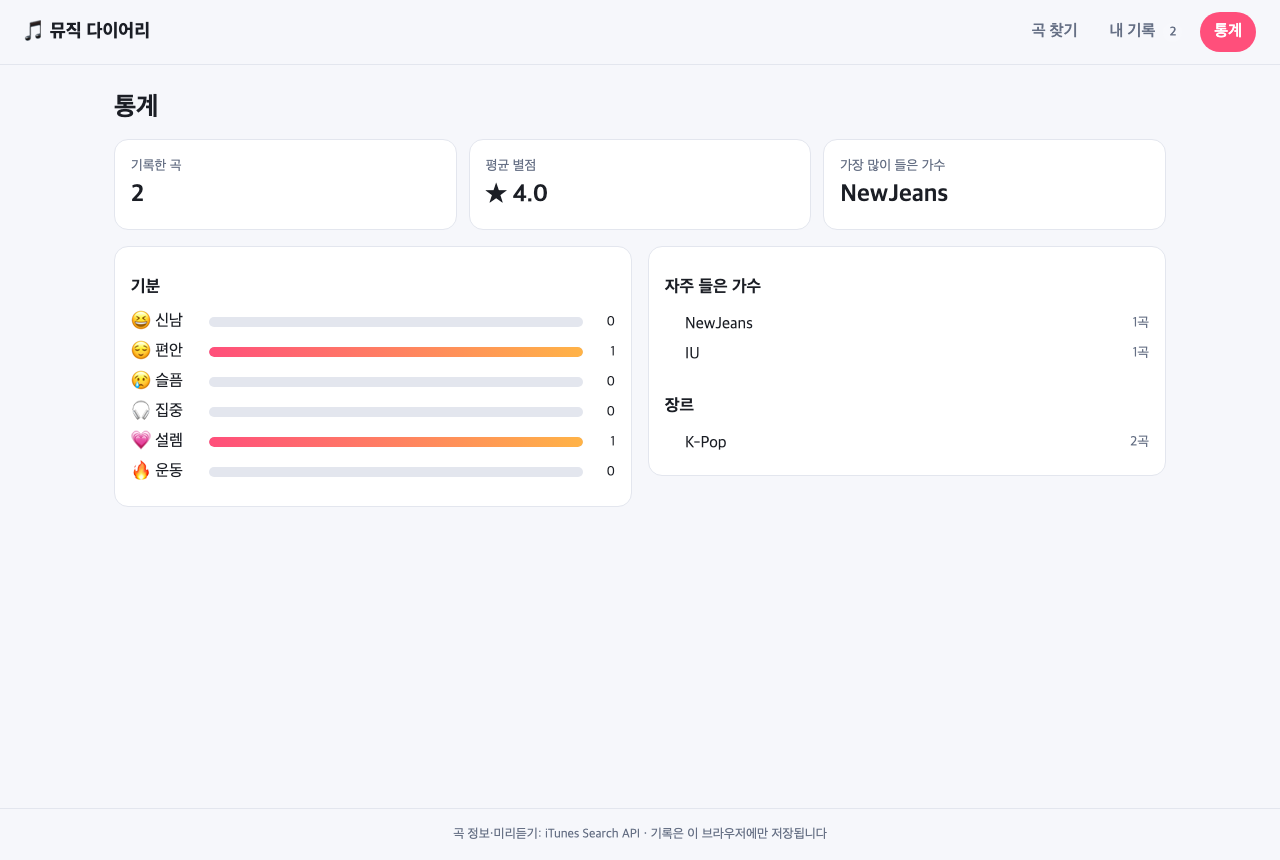 🎵 뮤직 다이어리
곡 찾기
내 기록 2
통계
통계
기록한 곡
2
평균 별점
★ 4.0
가장 많이 들은 가수
NewJeans
기분
😆 신남 0
😌 편안 1
😢 슬픔 0
🎧 집중 0
💗 설렘 1
🔥 운동 0
자주 들은 가수
NewJeans 1곡
IU 1곡
장르
K-Pop 2곡
곡 정보·미리듣기: iTunes Search API · 기록은 이 브라우저에만 저장됩니다